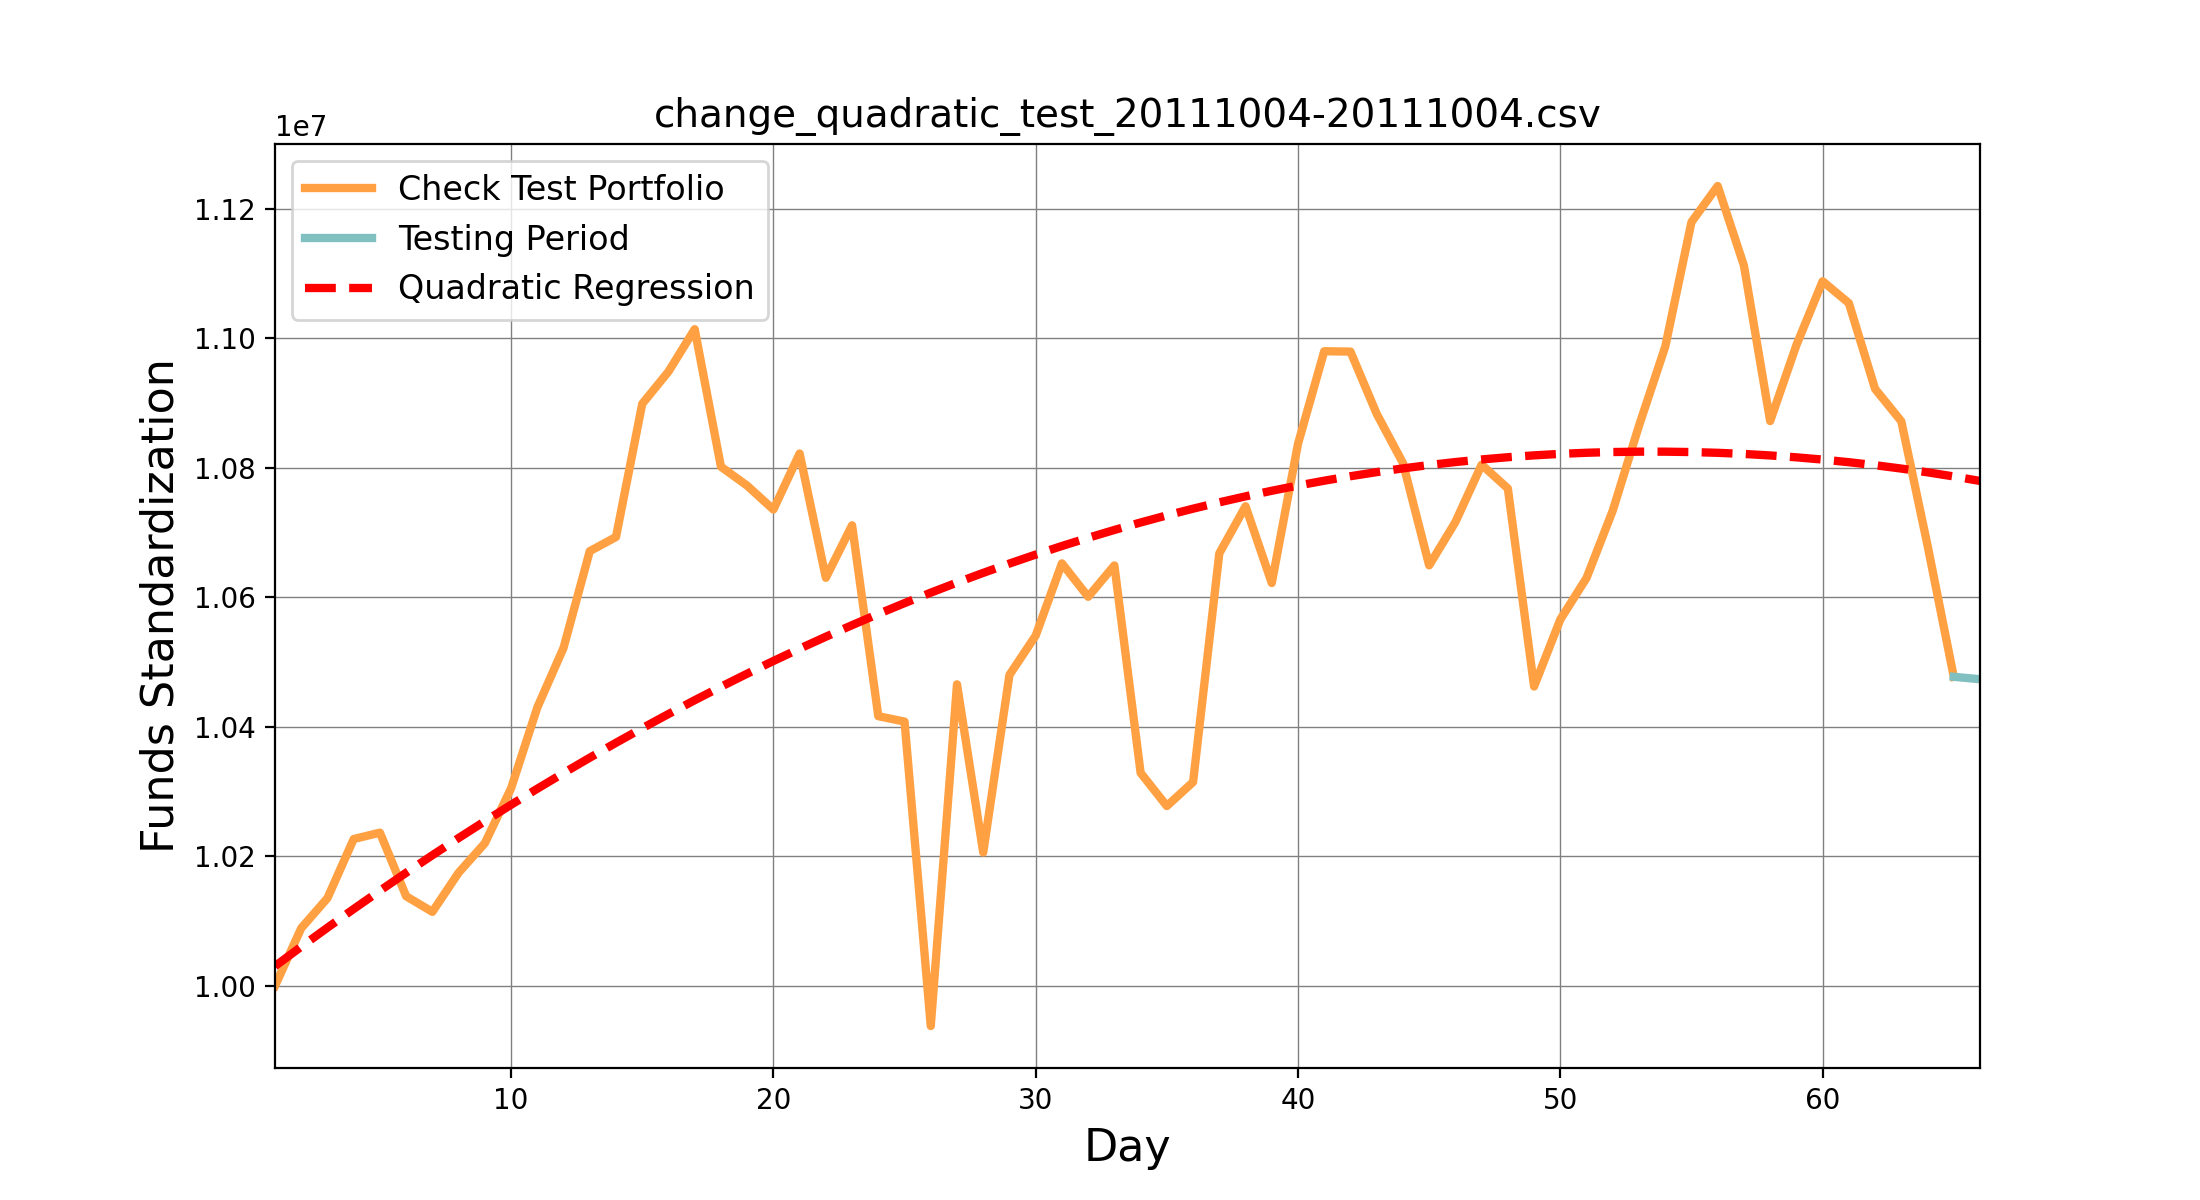 change_quadratic_test_20111004-20111004.csv
1e7
Check Test Portfolio
Testing Period
Quadratic Regression
1.12
1.10
1.08
1.06
1.04
1.02
1.00
Funds Standardization
10 20 30 40 50 60
Day